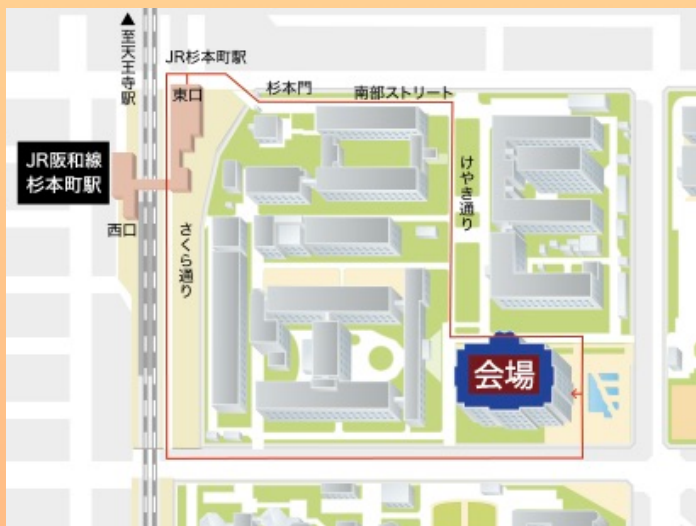 ▲至天王寺駅
JR杉本町駅
東口
杉本門
南部ストリート
JR阪和線
杉本町駅
けやき通り
西口
さくら通り
会場